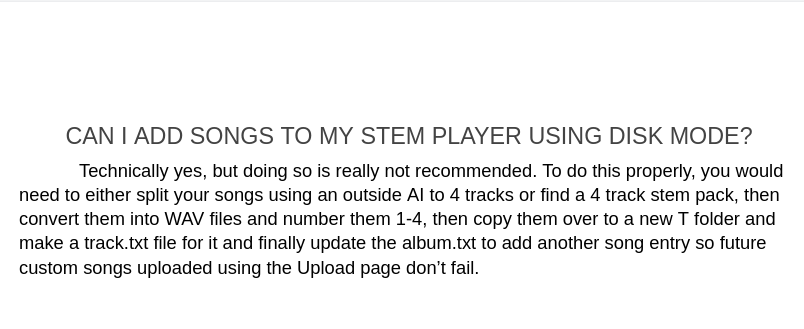 CAN I ADD SONGS TO MY STEM PLAYER USING DISK MODE?
Technically yes, but doing so is really not recommended. To do this properly, you would
need to either split your songs using an outside AI to 4 tracks or find a 4 track stem pack, then
convert them into WAV files and number them 1-4, then copy them over to a new T folder and
make a track.txt file for it and finally update the album.txt to add another song entry so future
custom songs uploaded using the Upload page don’t fail.